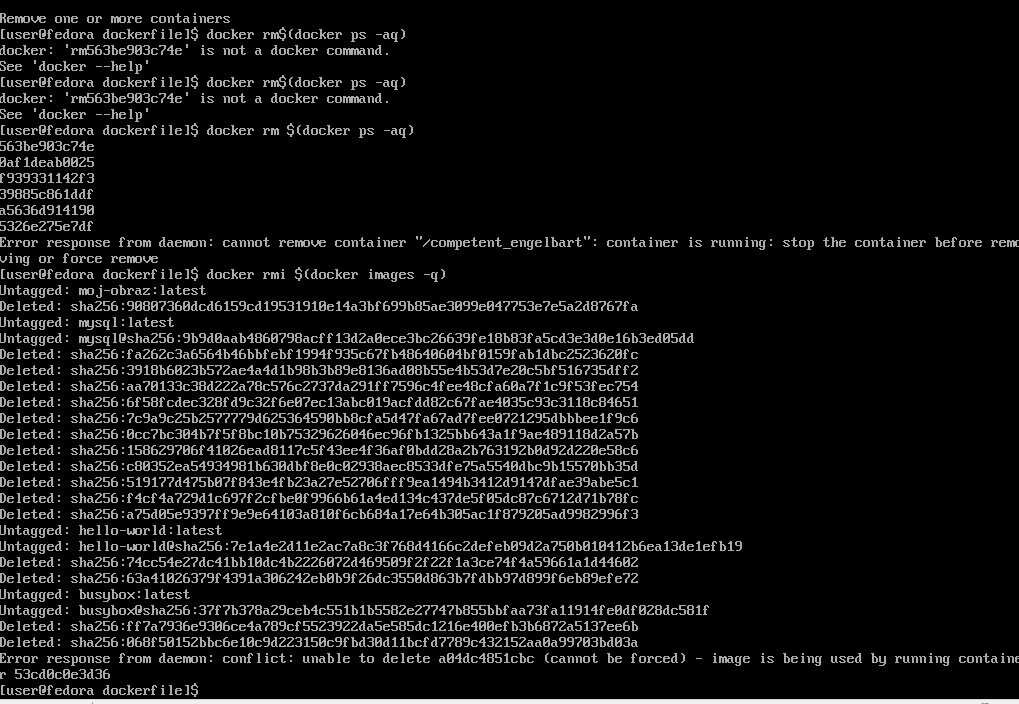 Remove one or more containers
[user@fedora dockerfile]$ docker rm$(docker ps -aq)
docker: 'rm563be903c74e' is not a docker command.
See 'docker --help'
[user@fedora dockerfile]$ docker rm$(docker ps -aq)
docker: 'rm563be903c74e' is not a docker command.
See 'docker --help'
[user@fedora dockerfile]$ docker rm $(docker ps -aq)
563be903c74e
0af1deab0025
f939331142f3
39885c861ddf
a5636d914190
5326e275e7df
Error response from daemon: cannot remove container "/competent_engelbart": container is running: stop the container before remo
ving or force remove
[user@fedora dockerfile]$ docker rmi $(docker images -q)
Untagged: moj-obraz:latest
Deleted: sha256:90807360dcd6159cd19531910e14a3bf699b85ae3099e047753e7e5a2d8767fa
Untagged: mysql:latest
Untagged: mysql@sha256:9b9d0aab4860798acff13d2a0ece3bc26639fe18b83fa5cd3e3d0e16b3ed05dd
Deleted: sha256:fa262c3a6564b46bbfebf1994f935c67fb48640604bf0159fab1dbc2523620fc
Deleted: sha256:3918b6023b572ae4a4d1b98b3b89e8136ad08b55e4b53d7e20c5bf516735dff2
Deleted: sha256:aa70133c38d222a78c576c2737da291ff7596c4fee48cfa60a7f1c9f53fec754
Deleted: sha256:6f58fcdec328fd9c32f6e07ec13abc019acfdd82c67fae4035c93c3118c84651
Deleted: sha256:7c9a9c25b2577779d625364590bb8cfa5d47fa67ad7fee0721295dbbbee1f9c6
Deleted: sha256:0cc7bc304b7f5f8bc10b75329626046ec96fb1325bb643a1f9ae489118d2a57b
Deleted: sha256:158629706f41026ead8117c5f43ee4f36af0bdd28a2b763192b0d92d220e58c6
Deleted: sha256:c80352ea54934981b630dbf8e0c02938aec8533dfe75a5540dbc9b15570bb35d
Deleted: sha256:519177d475b07f843e4fb23a27e52706fff9ea1494b3412d9147dfae39abe5c1
Deleted: sha256:f4cf4a729d1c697f2cfbe0f9966b61a4ed134c437de5f05dc87c6712d71b78fc
Deleted: sha256:a75d05e9397ff9e9e64103a810f6cb684a17e64b305ac1f879205ad9982996f3
Untagged: hello-world:latest
Untagged: hello-world@sha256:7e1a4e2d11e2ac7a8c3f768d4166c2defeb09d2a750b010412b6ea13de1efb19
Deleted: sha256:74cc54e27dc41bb10dc4b2226072d469509f2f22f1a3ce74f4a59661a1d44602
Deleted: sha256:63a41026379f4391a306242eb0b9f26dc3550d863b7fdbb97d899f6eb89efe72
Untagged: busybox:latest
Untagged: busybox@sha256:37f7b378a29ceb4c551b1b5582e27747b855bbfaa73fa11914fe0df028dc581f
Deleted: sha256:ff7a7936e9306ce4a789cf5523922da5e585dc1216e400efb3b6872a5137ee6b
Deleted: sha256:068f50152bbc6e10c9d223150c9fbd30d11bcfd7789c432152aa0a99703bd03a
Error response from daemon: conflict: unable to delete a04dc4851cbc (cannot be forced) - image is being used by running containe
r 53cd0c0e3d36
[user@fedora dockerfile]$